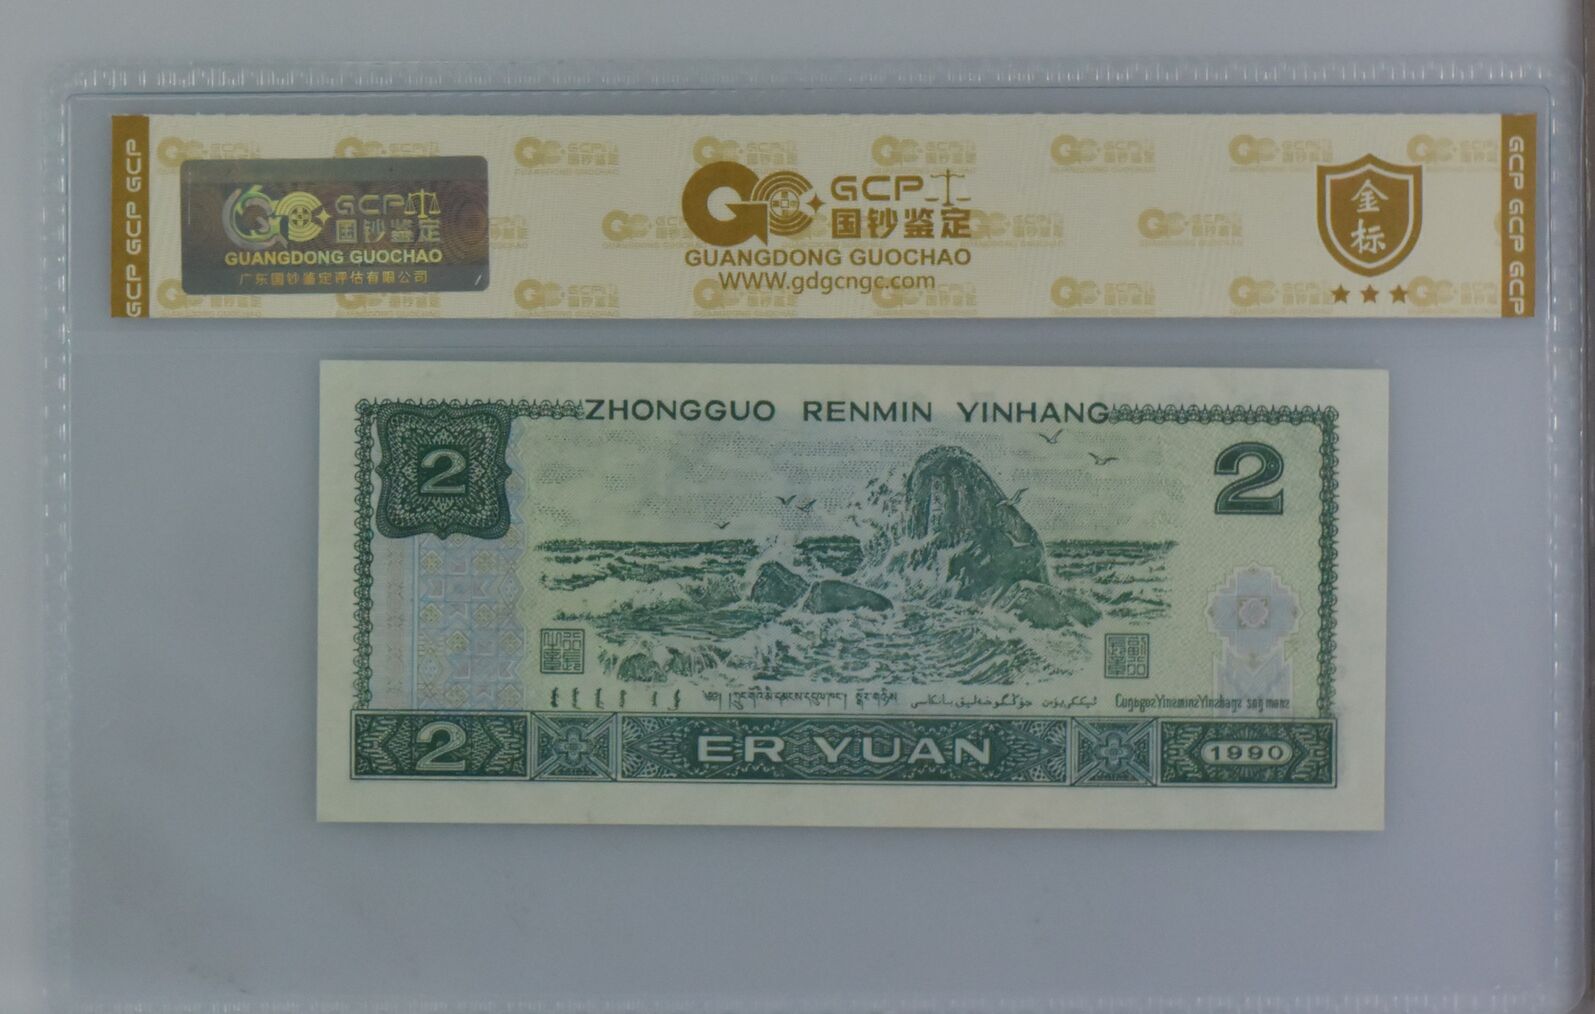 GCP GCP GCP
GCP
国钞鉴定
GUANGDONG GUOCHAO
广东国钞鉴定评估有限公司
GCP
国钞鉴定
GUANGDONG GUOCHAO
WWW.gdgcngc.com
金标
GCP GCP GCP
ZHONGGUO RENMIN YINHANG
2
2
2 ER YUAN 1990